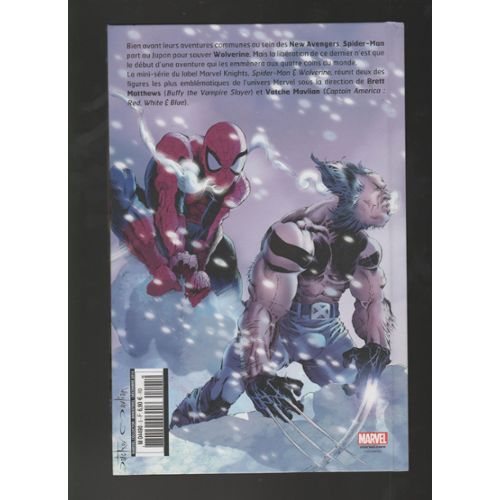 Bien avant leurs aventures communes au sein des New Avengers, Spider-Man
part au Japon pour sauver Wolverine. Mais la libération de ce dernier n'est que
le début d'une aventure qui les emmènera aux quatre coins du monde.
La mini-série du label Marvel Knights, Spider-Man & Wolverine, réunit deux des
figures les plus emblématiques de l'univers Marvel sous la direction de Brett
Matthews (Buffy the Vampire Slayer) et Vatche Mavlian (Captain America :
Red, White & Blue).
MARVEL